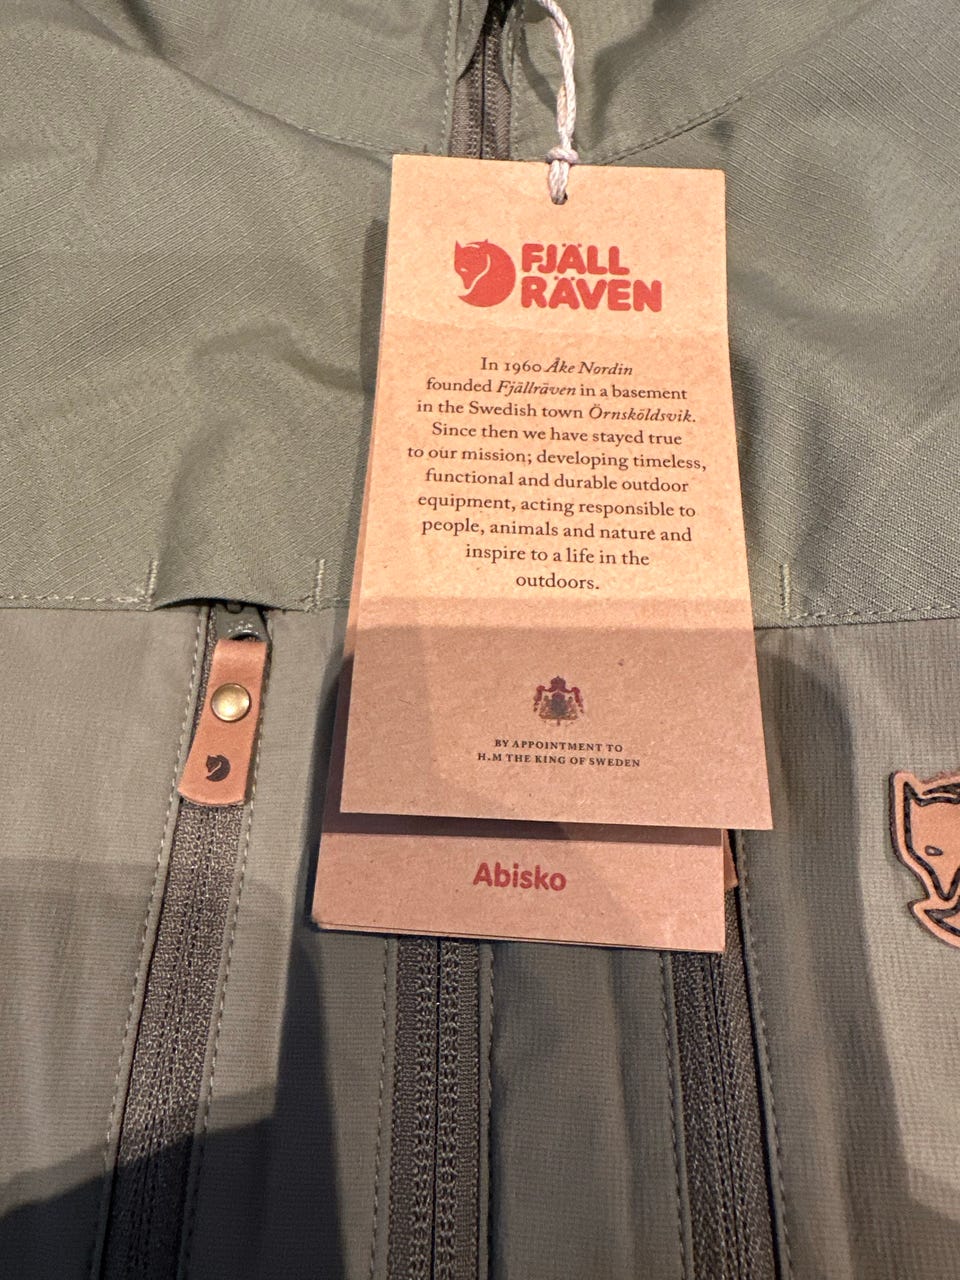 FJÄLL
RÄVEN
In 1960 Åke Nordin
founded Fjällräven in a basement
in the Swedish town Örnsköldsvik.
Since then we have stayed true
to our mission; developing timeless,
functional and durable outdoor
equipment, acting responsible to
people, animals and nature and
inspire to a life in the
outdoors.
BY APPOINTMENT TO
H.M THE KING OF SWEDEN
Abisko